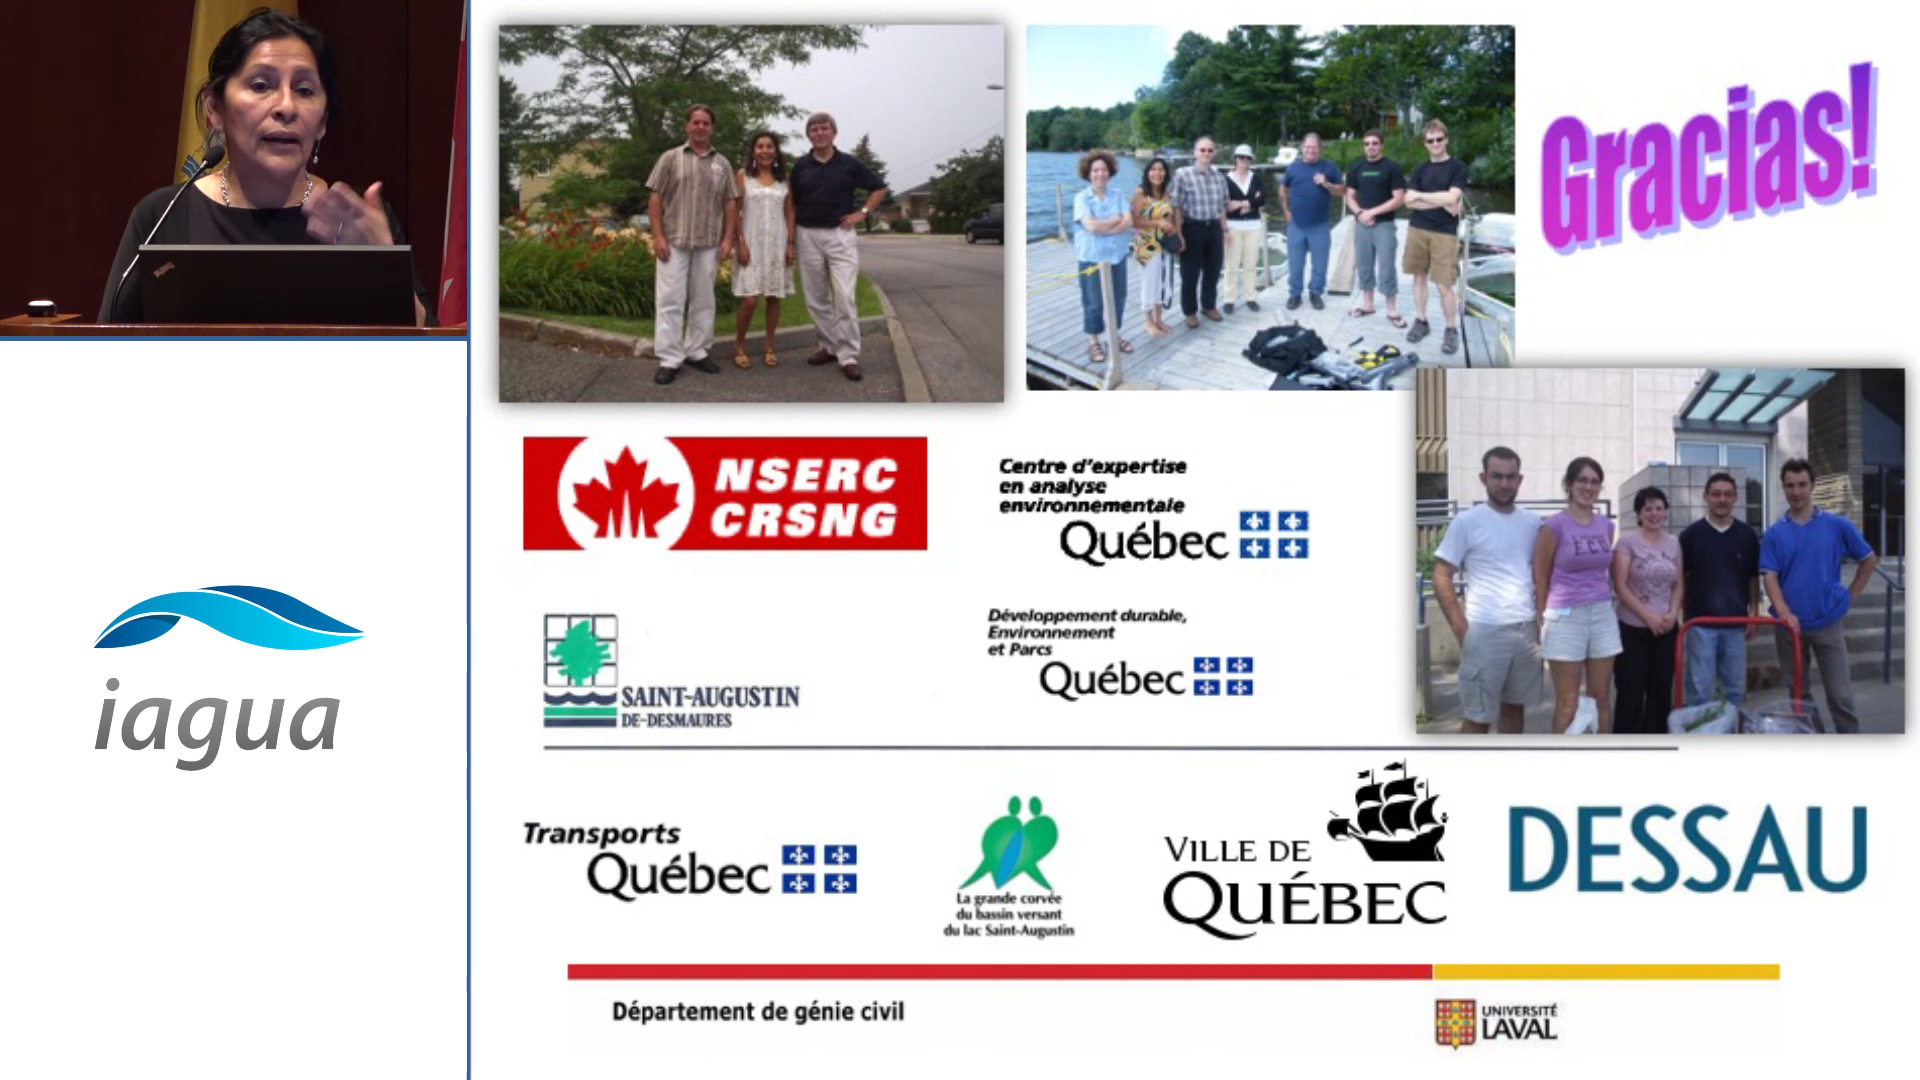 Gracias!
NSERC
CRSNG
Centre d'expertise
en analyse
environnementale
Québec
SAINT-AUGUSTIN
DE-DESMAURES
Développement durable,
Environnement
et Parcs
Québec
iagua
Transports
Québec
La grande corvée
du bassin versant
du lac Saint-Augustin
VILLE DE
QUÉBEC
DESSAU
Département de génie civil
UNIVERSITÉ
LAVAL